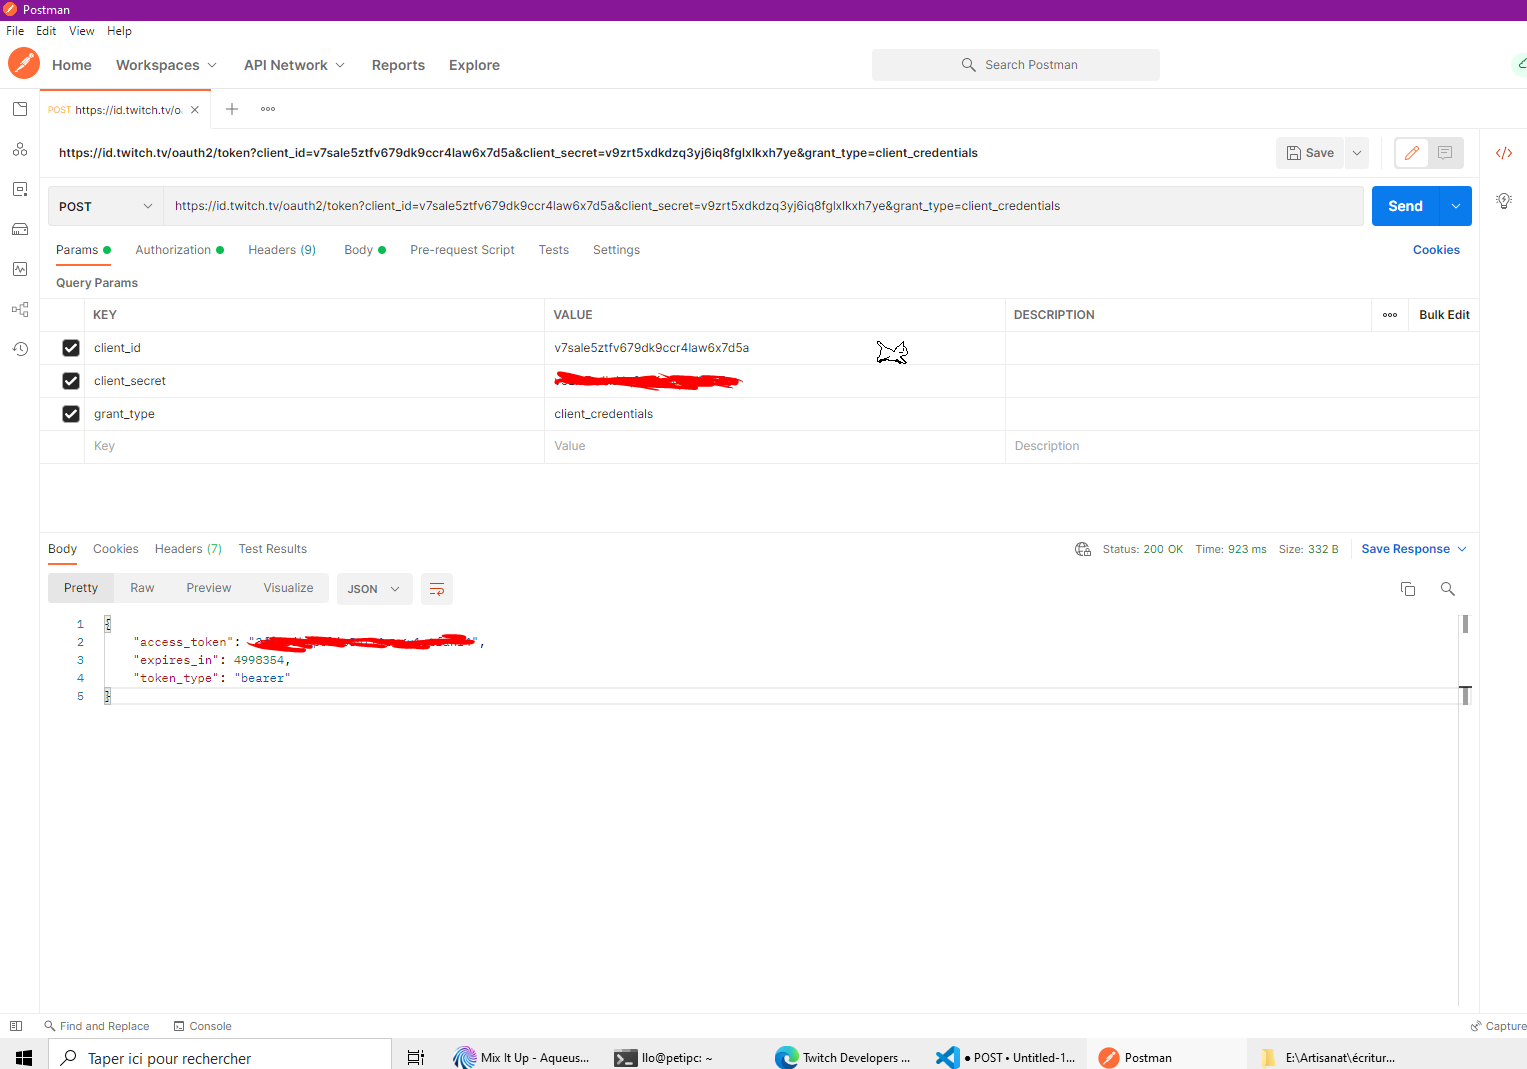 Postman
File Edit View Help
Home Workspaces API Network Reports Explore Search Postman
POST https://id.twitch.tv/o
https://id.twitch.tv/oauth2/token?client_id=v7sale5ztfv679dk9ccr4law6x7d5a&client_secret=v9zrt5xdkdzq3yj6iq8fglxlkxh7ye&grant_type=client_credentials Save
POST https://id.twitch.tv/oauth2/token?client_id=v7sale5ztfv679dk9ccr4law6x7d5a&client_secret=v9zrt5xdkdzq3yj6iq8fglxlkxh7ye&grant_type=client_credentials Send
Params Authorization Headers (9) Body Pre-request Script Tests Settings Cookies
Query Params
KEY VALUE DESCRIPTION Bulk Edit
client_id v7sale5ztfv679dk9ccr4law6x7d5a
client_secret
grant_type client_credentials
Key Value Description
Body Cookies Headers (7) Test Results Status: 200 OK Time: 923 ms Size: 332 B Save Response
Pretty Raw Preview Visualize JSON
1 {
2 "access_token": "",
3 "expires_in": 4998354,
4 "token_type": "bearer"
5 }
Find and Replace Console Capture
Taper ici pour rechercher Mix It Up - Aqueus... llo@petipc: ~ Twitch Developers ... ● POST • Untitled-1... Postman E:\Artisanat\écritur...